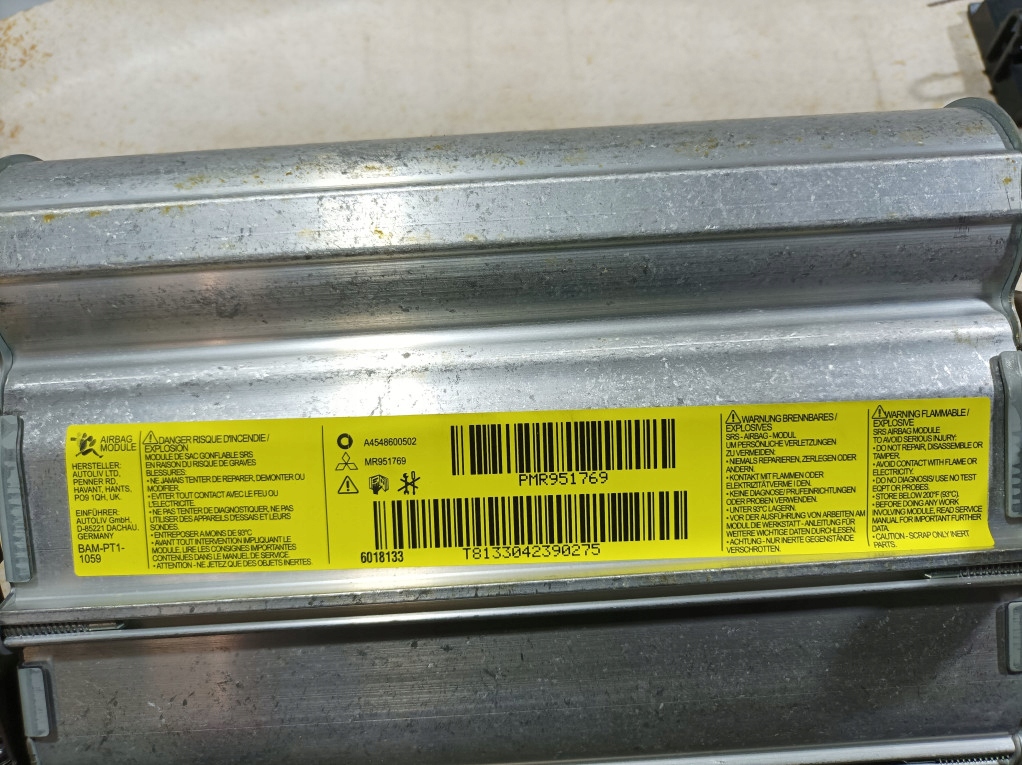 AIRBAG
MODULE
HERSTELLER:
AUTOLIV LTD,
PENNER RD,
HAVANT, HANTS,
PO9 1QH, UK.
EINFÜHRER:
AUTOLIV GmbH,
D-85221 DACHAU,
GERMANY
BAM-PT1-
1059
DANGER RISQUE D'INCENDIE /
EXPLOSION
MODULE DE SAC GONFLABLE SRS
EN RAISON DU RISQUE DE GRAVES
BLESSURES:
• NE JAMAIS TENTER DE REPARER, DEMONTER OU
MODIFIER.
• EVITER TOUT CONTACT AVEC LE FEU OU
L'ELECTRICITE.
• NE PAS TENTER DE DIAGNOSTIQUER, NE PAS
UTILISER DES APPAREILS D'ESSAIS ET LEURS
SONDES.
• ENTREPOSER A MOINS DE 93°C
• AVANT TOUT INTERVENTION IMPLIQUANT LE
MODULE, LIRE LES CONSIGNES IMPORTANTES
CONTENUES DANS LE MANUEL DE SERVICE.
• ATTENTION - NE JETEZ QUE DES OBJETS INERTES.
A4548600502
MR951769
PMR951769
6018133
T8133042390275
WARNUNG BRENNBARES /
EXPLOSIVES
SRS - AIRBAG - MODUL
UM PERSÖNLICHE VERLETZUNGEN
ZU VERMEIDEN:
• NIEMALS REPARIEREN, ZERLEGEN ODER
ÄNDERN.
• KONTAKT MIT FLAMMEN ODER
ELEKTRIZITÄT VERMEIDEN.
• KEINE DIAGNOSE/PRÜFEINRICHTUNGEN
ODER PROBEN VERWENDEN.
• UNTER 93°C LAGERN.
• VOR DER AUSFÜHRUNG VON ARBEITEN AM
MODUL DIE WERKSTATT - ANLEITUNG FÜR
WEITERE WICHTIGE DATEN DURCHLESEN.
• ACHTUNG - NUR INERTE GEGENSTÄNDE
VERSCHROTTEN.
WARNING FLAMMABLE /
EXPLOSIVE
SRS AIRBAG MODULE
TO AVOID SERIOUS INJURY:
• DO NOT REPAIR, DISASSEMBLE OR
TAMPER.
• AVOID CONTACT WITH FLAME OR
ELECTRICITY.
• DO NO DIAGNOSIS/ USE NO TEST
EQPT OR PROBES.
• STORE BELOW 200°F (93°C).
• BEFORE DOING ANY WORK
INVOLVING MODULE, READ SERVICE
MANUAL FOR IMPORTANT FURTHER
DATA.
• CAUTION - SCRAP ONLY INERT
PARTS.